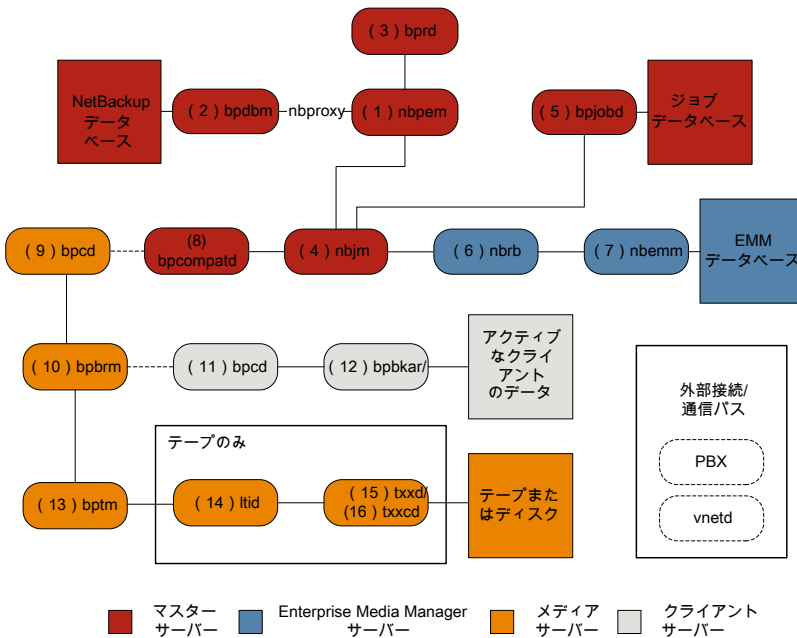 ( 3 ) bprd
NetBackup
データ
ベース
( 2 ) bpdbm
nbproxy
( 1 ) nbpem
( 5 ) bpjobd
ジョブ
データベース
( 9 ) bpcd
(8)
bpcompatd
( 4 ) nbjm
( 6 ) nbrb
( 7 ) nbemm
EMM
データベース
( 10 ) bpbrm
( 11 ) bpcd
( 12 ) bpbkar/
アクティブ
なクライ
アント
のデータ
外部接続/
通信パス
PBX
vnetd
テープのみ
( 13 ) bptm
( 14 ) ltid
( 15 ) txxd/
(16) txxcd
テープまた
はディスク
マスター
サーバー
Enterprise Media Manager
サーバー
メディア
サーバー
クライアント
サーバー